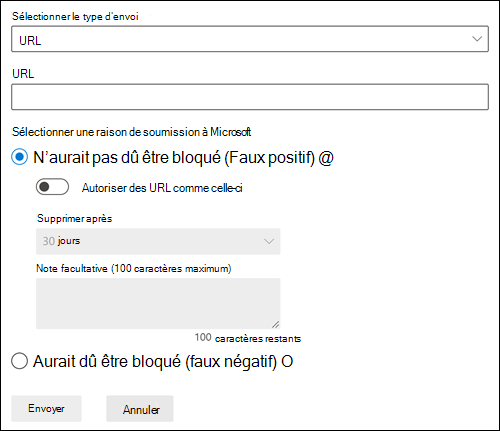 Sélectionner le type d'envoi
URL
URL
Sélectionner une raison de soumission à Microsoft
N'aurait pas dû être bloqué (Faux positif) @
Autoriser des URL comme celle-ci
Supprimer après
30 jours
Note facultative (100 caractères maximum)
100 caractères restants
Aurait dû être bloqué (faux négatif) O
Envoyer
Annuler